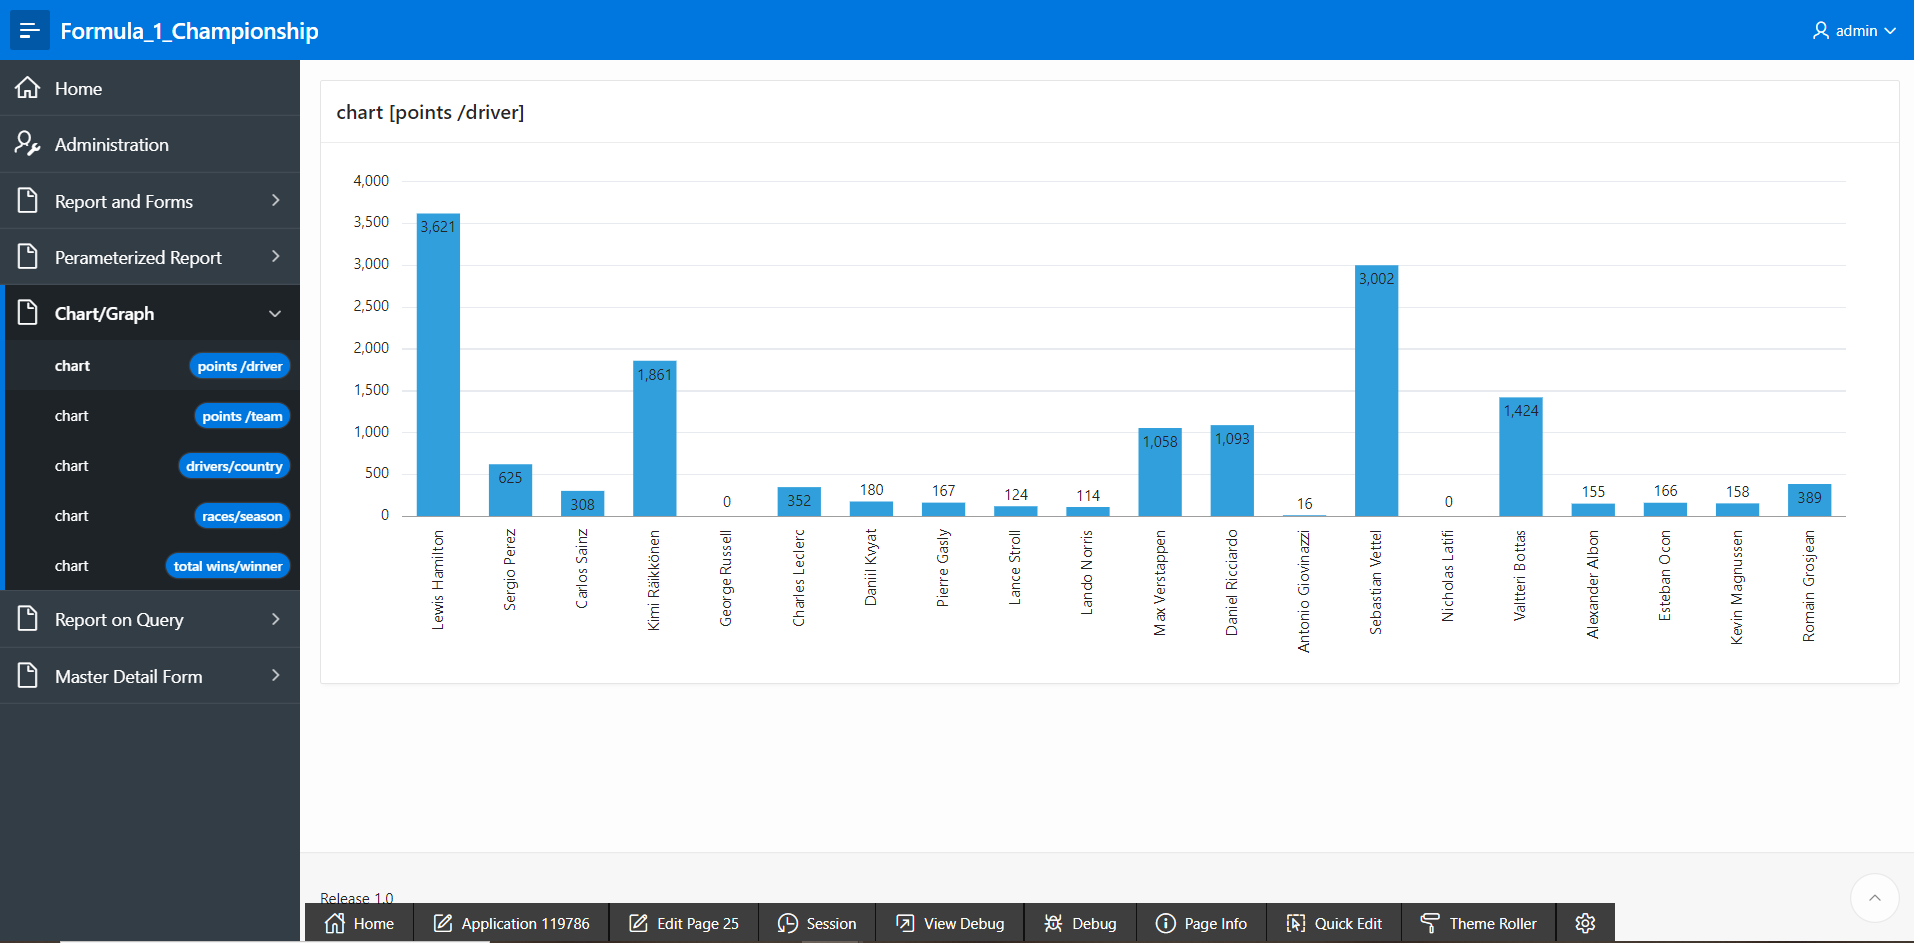 Formula_1_Championship
admin
Home
Administration
Report and Forms
Perameterized Report
Chart/Graph
chart points /driver
chart points /team
chart drivers/country
chart races/season
chart total wins/winner
Report on Query
Master Detail Form
chart [points /driver]
4,000
3,500
3,000
2,500
2,000
1,500
1,000
500
0
3,621
625
308
1,861
0
352
180
167
124
114
1,058
1,093
16
3,002
0
1,424
155
166
158
389
Lewis Hamilton
Sergio Perez
Carlos Sainz
Kimi Räikkönen
George Russell
Charles Leclerc
Daniil Kvyat
Pierre Gasly
Lance Stroll
Lando Norris
Max Verstappen
Daniel Ricciardo
Antonio Giovinazzi
Sebastian Vettel
Nicholas Latifi
Valtteri Bottas
Alexander Albon
Esteban Ocon
Kevin Magnussen
Romain Grosjean
Release 1.0
Home Application 119786 Edit Page 25 Session View Debug Debug Page Info Quick Edit Theme Roller